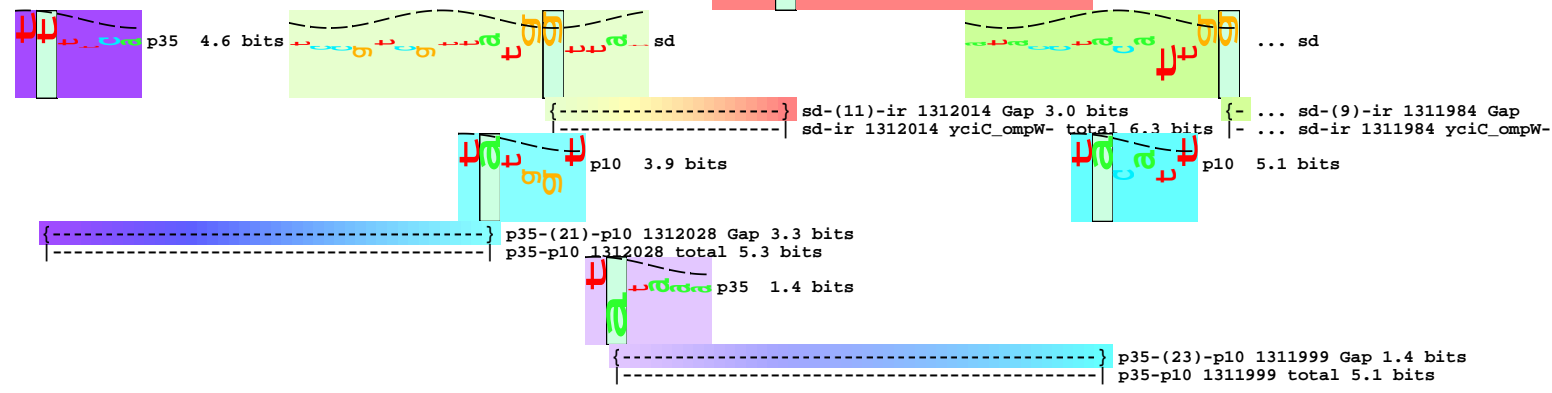 p35 4.6 bits
sd
... sd
{-----------------------} sd-(11)-ir 1312014 Gap 3.0 bits
{- ... sd-(9)-ir 1311984 Gap
|-----------------------| sd-ir 1312014 yciC_ompW- total 6.3 bits
|- ... sd-ir 1311984 yciC_ompW-
p10 3.9 bits
p10 5.1 bits
{------------------------------------------} p35-(21)-p10 1312028 Gap 3.3 bits
|------------------------------------------| p35-p10 1312028 total 5.3 bits
p35 1.4 bits
{----------------------------------------------} p35-(23)-p10 1311999 Gap 1.4 bits
|----------------------------------------------| p35-p10 1311999 total 5.1 bits